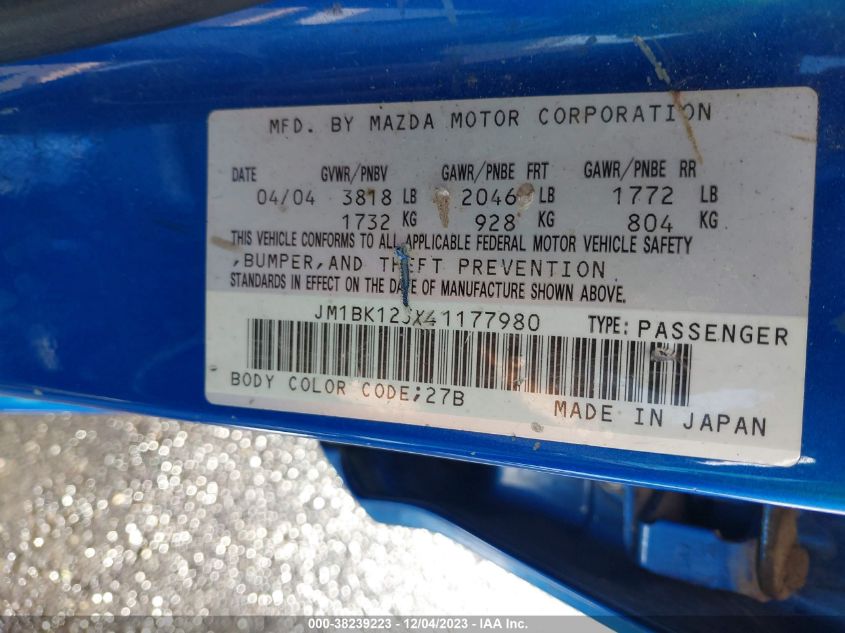 MFD. BY MAZDA MOTOR CORPORATION
DATE GVWR/PNBV GAWR/PNBE FRT GAWR/PNBE RR
04/04 3818 LB 2046 LB 1772 LB
1732 KG 928 KG 804 KG
THIS VEHICLE CONFORMS TO ALL APPLICABLE FEDERAL MOTOR VEHICLE SAFETY
,BUMPER,AND THEFT PREVENTION
STANDARDS IN EFFECT ON THE DATE OF MANUFACTURE SHOWN ABOVE.
TYPE: PASSENGER
BODY COLOR CODE;27B
MADE IN JAPAN
000-38239223 - 12/04/2023 - © IAA Inc.